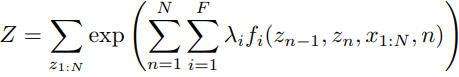 Z = \sum_{z_{1:N}} \exp \left( \sum_{n=1}^{N} \sum_{i=1}^{F} \lambda_i f_i(z_{n-1}, z_n, x_{1:N}, n) \right)